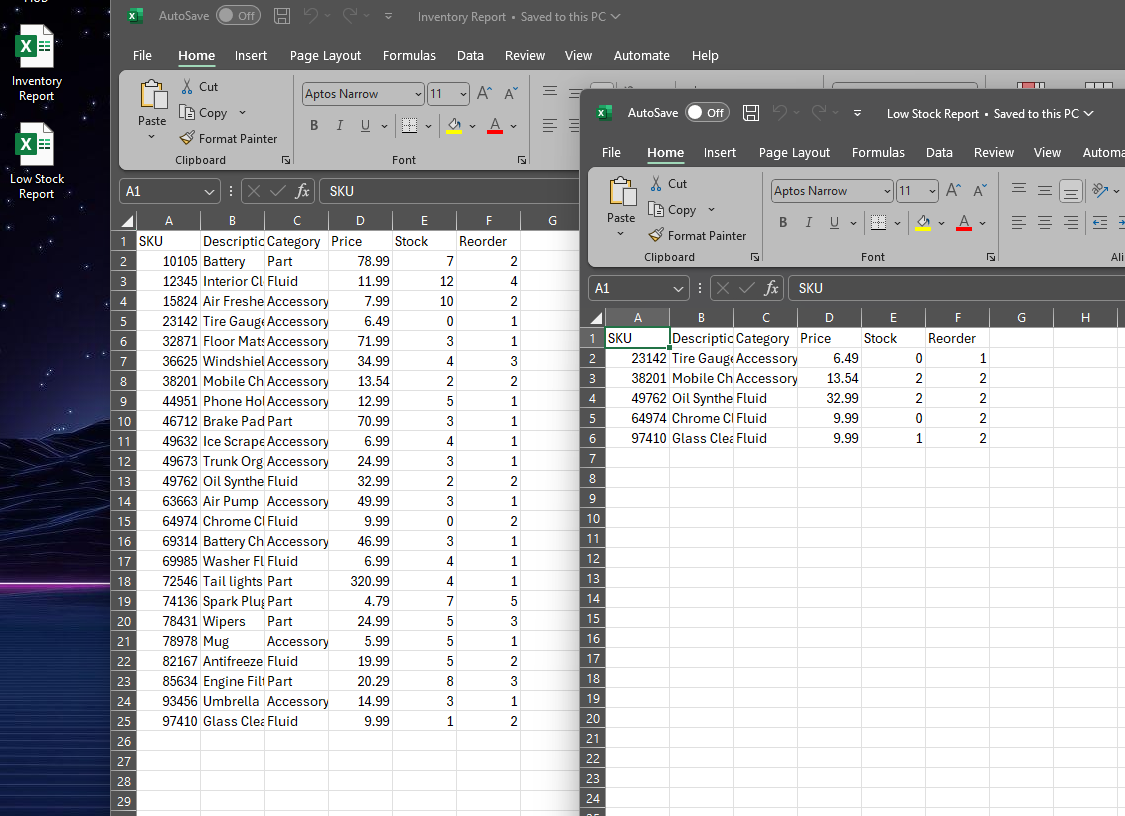 Inventory
Report
Low Stock
Report
AutoSave Off Inventory Report • Saved to this PC
File Home Insert Page Layout Formulas Data Review View Automate Help
Paste
Cut
Copy
Format Painter
Clipboard
Aptos Narrow 11
B I U A
Font
A1 fx SKU
A B C D E F G
1 SKU Descriptic Category Price Stock Reorder
2 10105 Battery Part 78.99 7 2
3 12345 Interior Cl Fluid 11.99 12 4
4 15824 Air Freshe Accessory 7.99 10 2
5 23142 Tire Gauge Accessory 6.49 0 1
6 32871 Floor Mats Accessory 71.99 3 1
7 36625 Windshiel Accessory 34.99 4 3
8 38201 Mobile Ch Accessory 13.54 2 2
9 44951 Phone Hol Accessory 12.99 5 1
10 46712 Brake Pad Part 70.99 3 1
11 49632 Ice Scrape Accessory 6.99 4 1
12 49673 Trunk Org Accessory 24.99 3 1
13 49762 Oil Synthe Fluid 32.99 2 2
14 63663 Air Pump Accessory 49.99 3 1
15 64974 Chrome Cl Fluid 9.99 0 2
16 69314 Battery Ch Accessory 46.99 3 1
17 69985 Washer Fl Fluid 6.99 4 1
18 72546 Tail lights Part 320.99 4 1
19 74136 Spark Plug Part 4.79 7 5
20 78431 Wipers Part 24.99 5 3
21 78978 Mug Accessory 5.99 5 1
22 82167 Antifreeze Fluid 19.99 5 2
23 85634 Engine Filt Part 20.29 8 3
24 93456 Umbrella Accessory 14.99 3 1
25 97410 Glass Clea Fluid 9.99 1 2
26
27
28
29
AutoSave Off Low Stock Report • Saved to this PC
File Home Insert Page Layout Formulas Data Review View Automa
Paste
Cut
Copy
Format Painter
Clipboard
Aptos Narrow 11
B I U A
Font
Ali
A1 fx SKU
A B C D E F G H
1 SKU Descriptic Category Price Stock Reorder
2 23142 Tire Gauge Accessory 6.49 0 1
3 38201 Mobile Ch Accessory 13.54 2 2
4 49762 Oil Synthe Fluid 32.99 2 2
5 64974 Chrome Cl Fluid 9.99 0 2
6 97410 Glass Clea Fluid 9.99 1 2
7
8
9
10
11
12
13
14
15
16
17
18
19
20
21
22
23
24